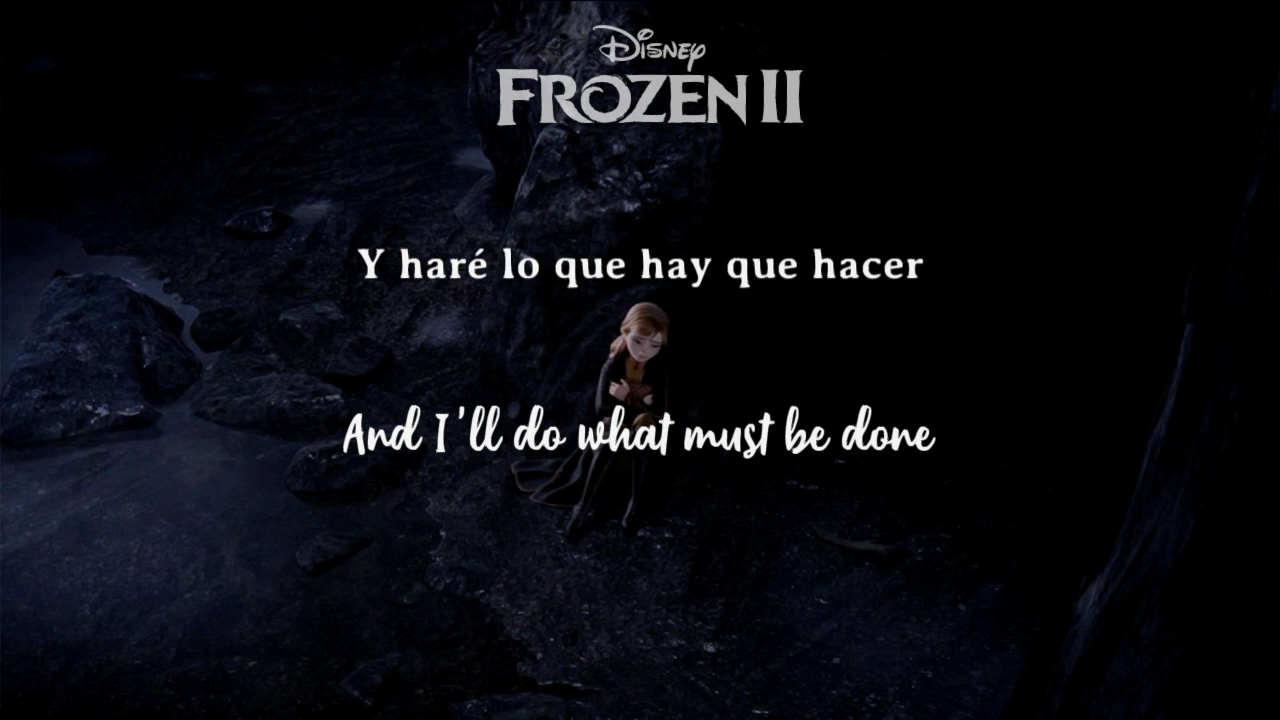 Disney
FROZEN II
Y haré lo que hay que hacer
And I'll do what must be done